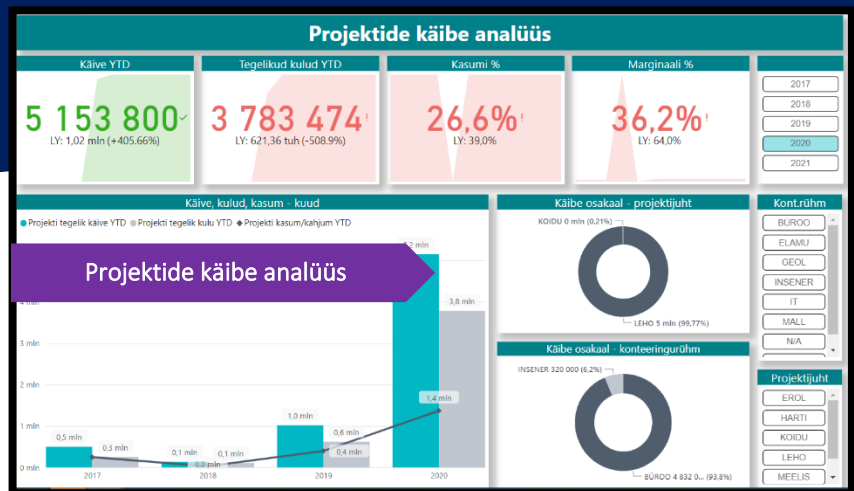 Projektide käibe analüüs
Käive YTD
5 153 800
LY: 1,02 mln (+405.66%)
Tegelikud kulud YTD
3 783 474!
LY: 621,36 tuh (-508.9%)
Kasumi %
26,6%!
LY: 39,0%
Marginaali %
36,2%!
LY: 64,0%
2017
2018
2019
2020
2021
Käive, kulud, kasum - kuud
Projekti tegelik käive YTD Projekti tegelik kulu YTD Projekti kasum/kahjum YTD
Projektide käibe analüüs
3 mln
2 mln
1 mln
0 mln
0,5 mln
0,3 mln
0,1 mln
0,0 mln
0,1 mln
1,0 mln
0,6 mln
0,4 mln
3,8 mln
1,4 mln
2017
2018
2019
2020
Käibe osakaal - projektijuht
KOIDU 0 mln (0,21%)
LEHO 5 mln (99,77%)
Käibe osakaal - konteeringurühm
INSENER 320 000 (6,2%)
BÜROO 4 832 0... (93,8%)
Kont.rühm
BÜROO
ELAMU
GEOL
INSENER
IT
MALL
N/A
Projektijuht
EROL
HARTI
KOIDU
LEHO
MEELIS